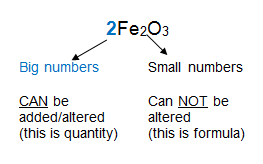 2Fe2O3
Big numbers
Small numbers
CAN be
added/altered
(this is quantity)
Can NOT be
altered
(this is formula)